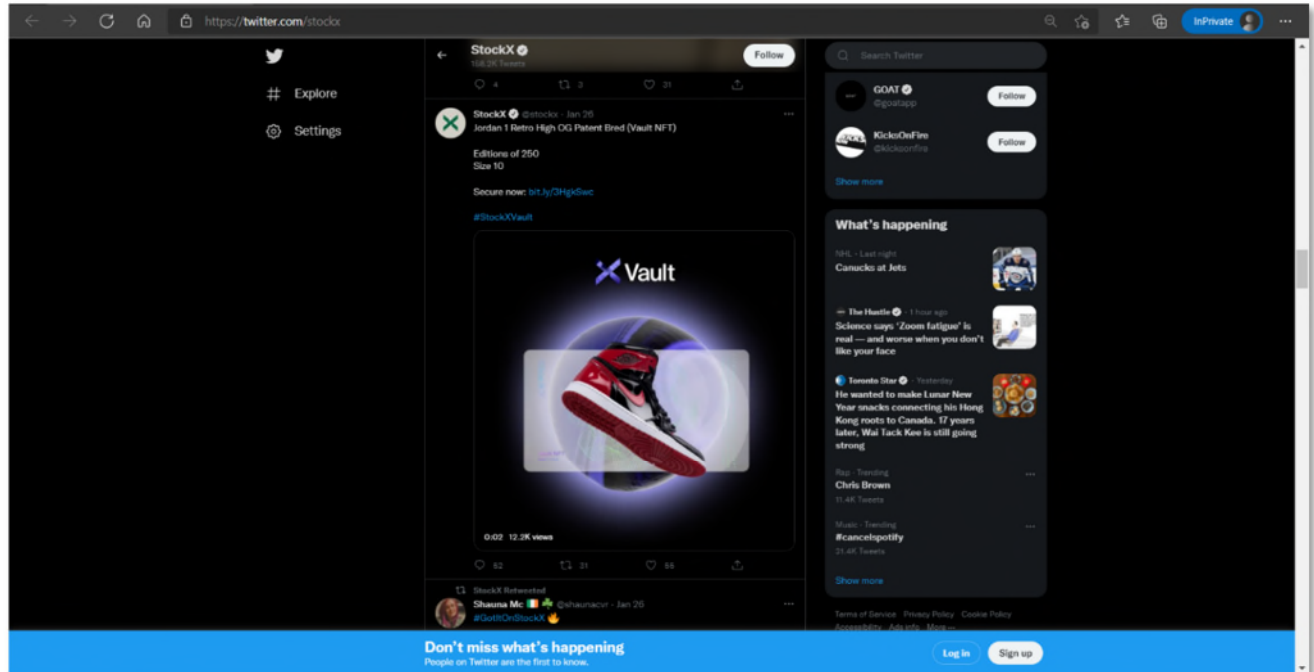 https://twitter.com/stockx
InPrivate
Explore
Settings
StockX
158.2K Tweets
Follow
4 3 31
StockX @stockx · Jan 26
Jordan 1 Retro High OG Patent Bred (Vault NFT)
Editions of 250
Size 10
Secure now: bit.ly/3HgkSwc
#StockXVault
Vault
0:02 12.2K views
52 21 55
StockX Retweeted
Shauna Mc @shaunacvr · Jan 26
#GotItOnStockX
Search Twitter
GOAT
@goatapp
Follow
KicksOnFire
@kicksonfire
Follow
Show more
What's happening
NHL · Last night
Canucks at Jets
The Hustle · 1 hour ago
Science says 'Zoom fatigue' is
real — and worse when you don't
like your face
Toronto Star · Yesterday
He wanted to make Lunar New
Year snacks connecting his Hong
Kong roots to Canada. 17 years
later, Wai Tack Kee is still going
strong
Rap · Trending
Chris Brown
11.4K Tweets
Music · Trending
#cancelspotify
21.4K Tweets
Show more
Terms of Service Privacy Policy Cookie Policy
Accessibility Ads info More
Don't miss what's happening
People on Twitter are the first to know.
Log in
Sign up